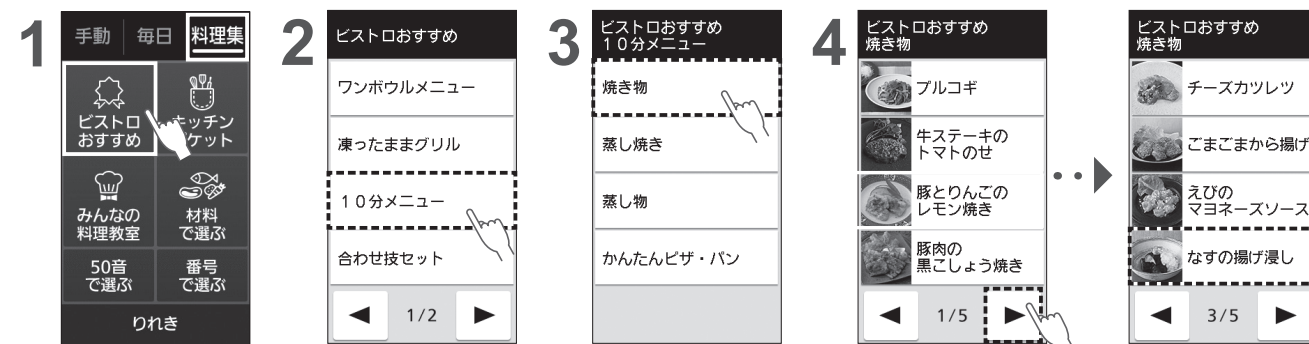 1
手動 毎日 料理集
ビストロ
おすすめ
キッチン
ケット
みんなの
料理教室
材料
で選ぶ
50音
で選ぶ
番号
で選ぶ
りれき
2
ビストロおすすめ
ワンボウルメニュー
凍ったままグリル
10分メニュー
合わせ技セット
1/2
3
ビストロおすすめ
10分メニュー
焼き物
蒸し焼き
蒸し物
かんたんピザ・パン
4
ビストロおすすめ
焼き物
プルコギ
牛ステーキの
トマトのせ
豚とりんごの
レモン焼き
豚肉の
黒こしょう焼き
1/5
ビストロおすすめ
焼き物
チーズカツレツ
ごまごまから揚げ
えびの
マヨネーズソース
なすの揚げ浸し
3/5